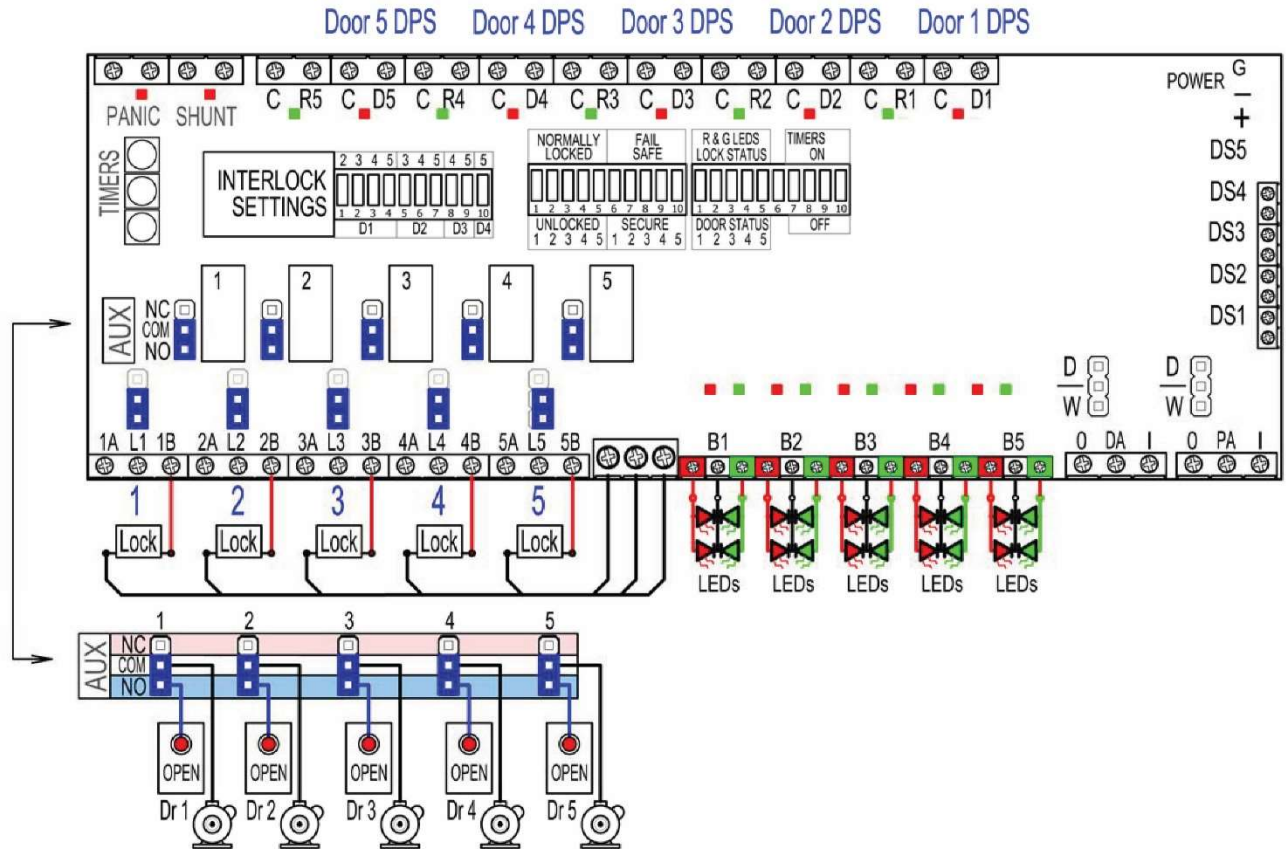 Door 5 DPS Door 4 DPS Door 3 DPS Door 2 DPS Door 1 DPS
C R5 C D5 C R4 C D4 C R3 C D3 C R2 C D2 C R1 C D1
PANIC SHUNT
POWER G
−
+
DS5
DS4
DS3
DS2
DS1
TIMERS
INTERLOCK
SETTINGS
2 3 4 5 3 4 5 4 5 5
1 2 3 4 5 6 7 8 9 10
D1 D2 D3 D4
NORMALLY
LOCKED
FAIL
SAFE
1 2 3 4 5 6 7 8 9 10
UNLOCKED SECURE
1 2 3 4 5 1 2 3 4 5
R & G LEDS
LOCK STATUS
TIMERS
ON
1 2 3 4 5 6 7 8 9 10
DOOR STATUS OFF
1 2 3 4 5
1 2 3 4 5
AUX
NC
COM
NO
D
W
D
W
1A L1 1B 2A L2 2B 3A L3 3B 4A L4 4B 5A L5 5B
B1 B2 B3 B4 B5
O DA I O PA I
1 2 3 4 5
Lock Lock Lock Lock Lock
LEDs LEDs LEDs LEDs LEDs
1 2 3 4 5
AUX
NC
COM
NO
OPEN OPEN OPEN OPEN OPEN
Dr 1 Dr 2 Dr 3 Dr 4 Dr 5